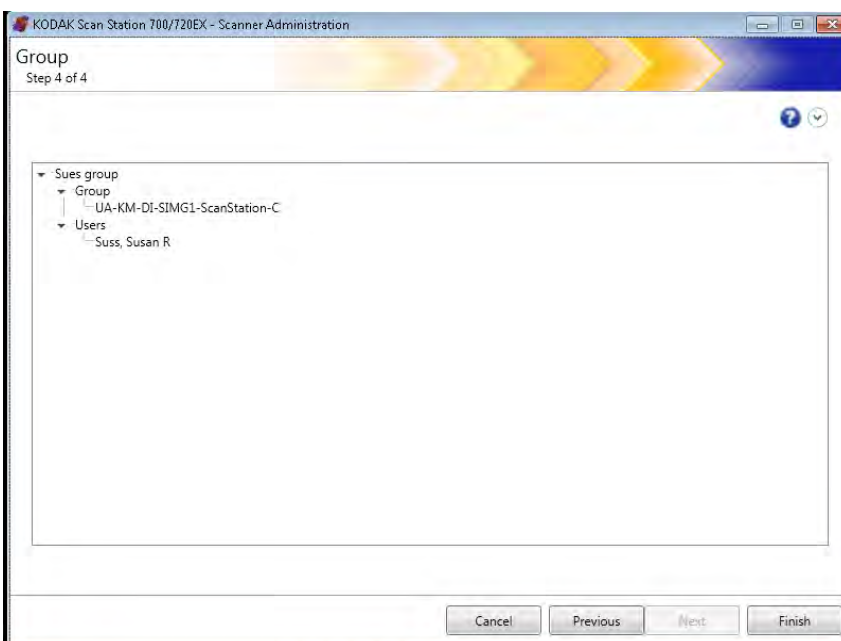 KODAK Scan Station 700/720EX - Scanner Administration
Group
Step 4 of 4
?
Sues group
Group
UA-KM-DI-SIMG1-ScanStation-C
Users
Suss, Susan R
Cancel Previous Next Finish